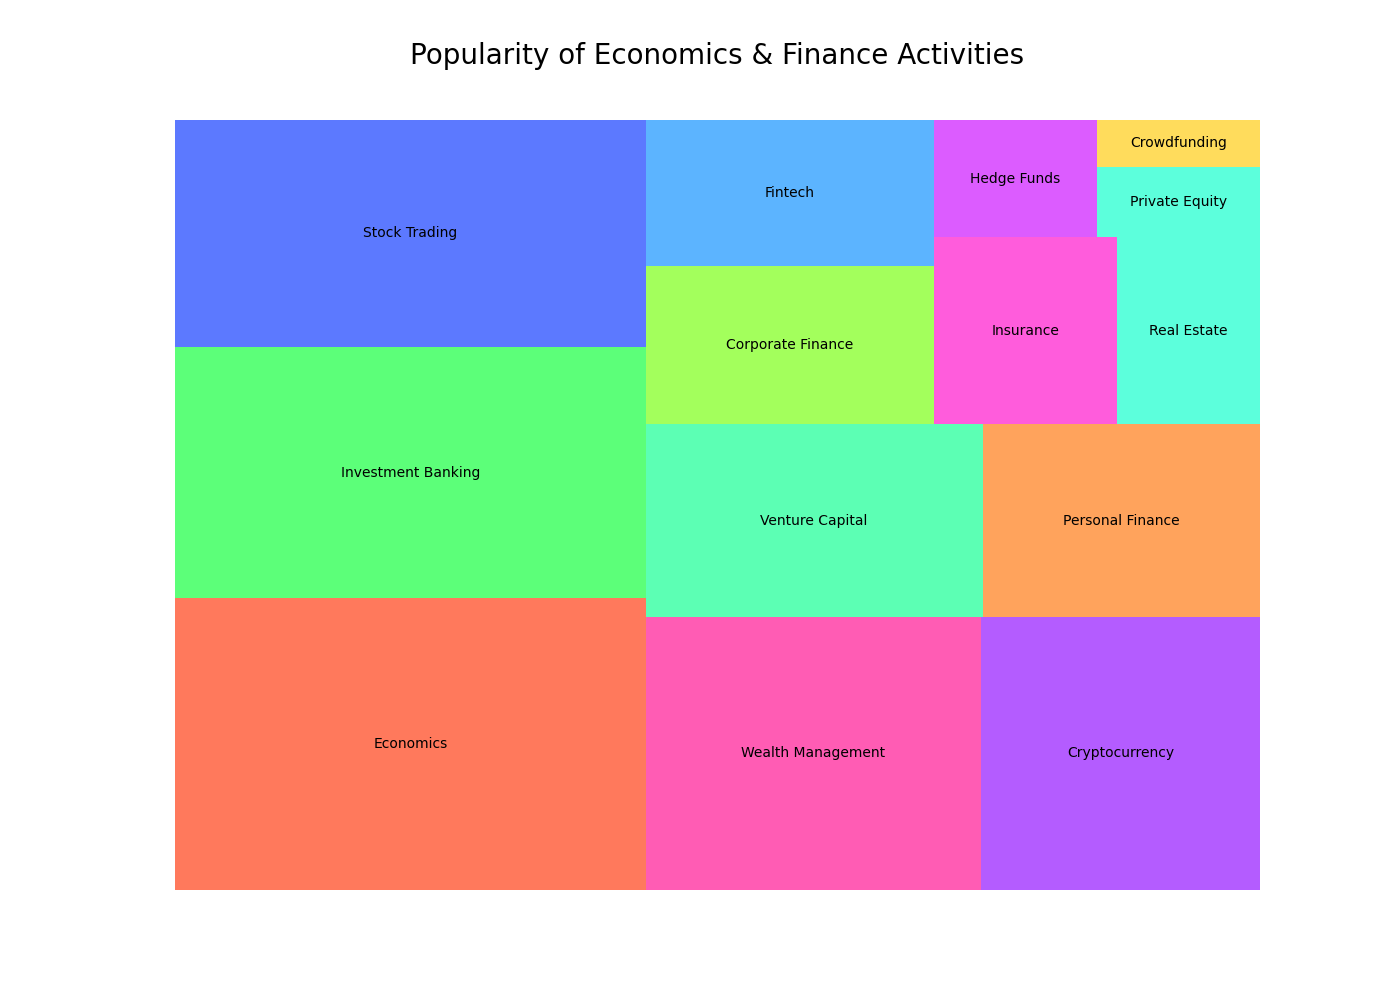 Popularity of Economics & Finance Activities
Crowdfunding
Hedge Funds
Fintech
Private Equity
Stock Trading
Insurance
Real Estate
Corporate Finance
Investment Banking
Venture Capital
Personal Finance
Economics
Wealth Management
Cryptocurrency